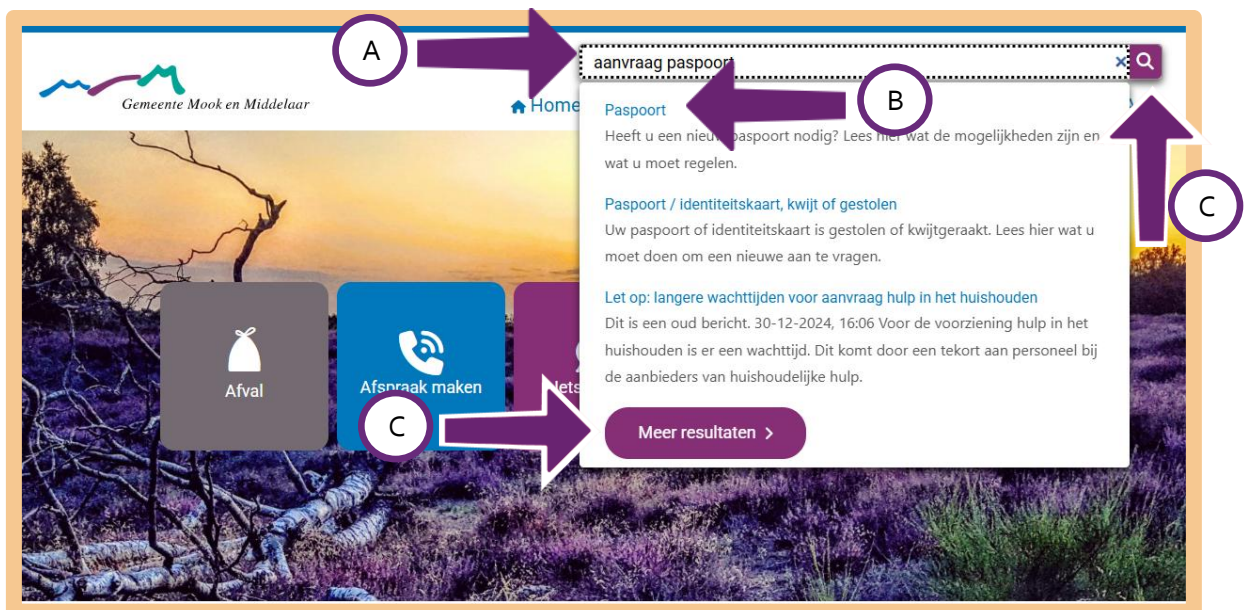 A
aanvraag paspoort
Gemeente Mook en Middelaar
Home
B
Paspoort
Heeft u een nieuw paspoort nodig? Lees hier wat de mogelijkheden zijn en
wat u moet regelen.
C
Paspoort / identiteitskaart, kwijt of gestolen
Uw paspoort of identiteitskaart is gestolen of kwijtgeraakt. Lees hier wat u
moet doen om een nieuwe aan te vragen.
Let op: langere wachttijden voor aanvraag hulp in het huishouden
Dit is een oud bericht. 30-12-2024, 16:06 Voor de voorziening hulp in het
huishouden is er een wachttijd. Dit komt door een tekort aan personeel bij
de aanbieders van huishoudelijke hulp.
Afval
Afspraak maken
C
Meer resultaten